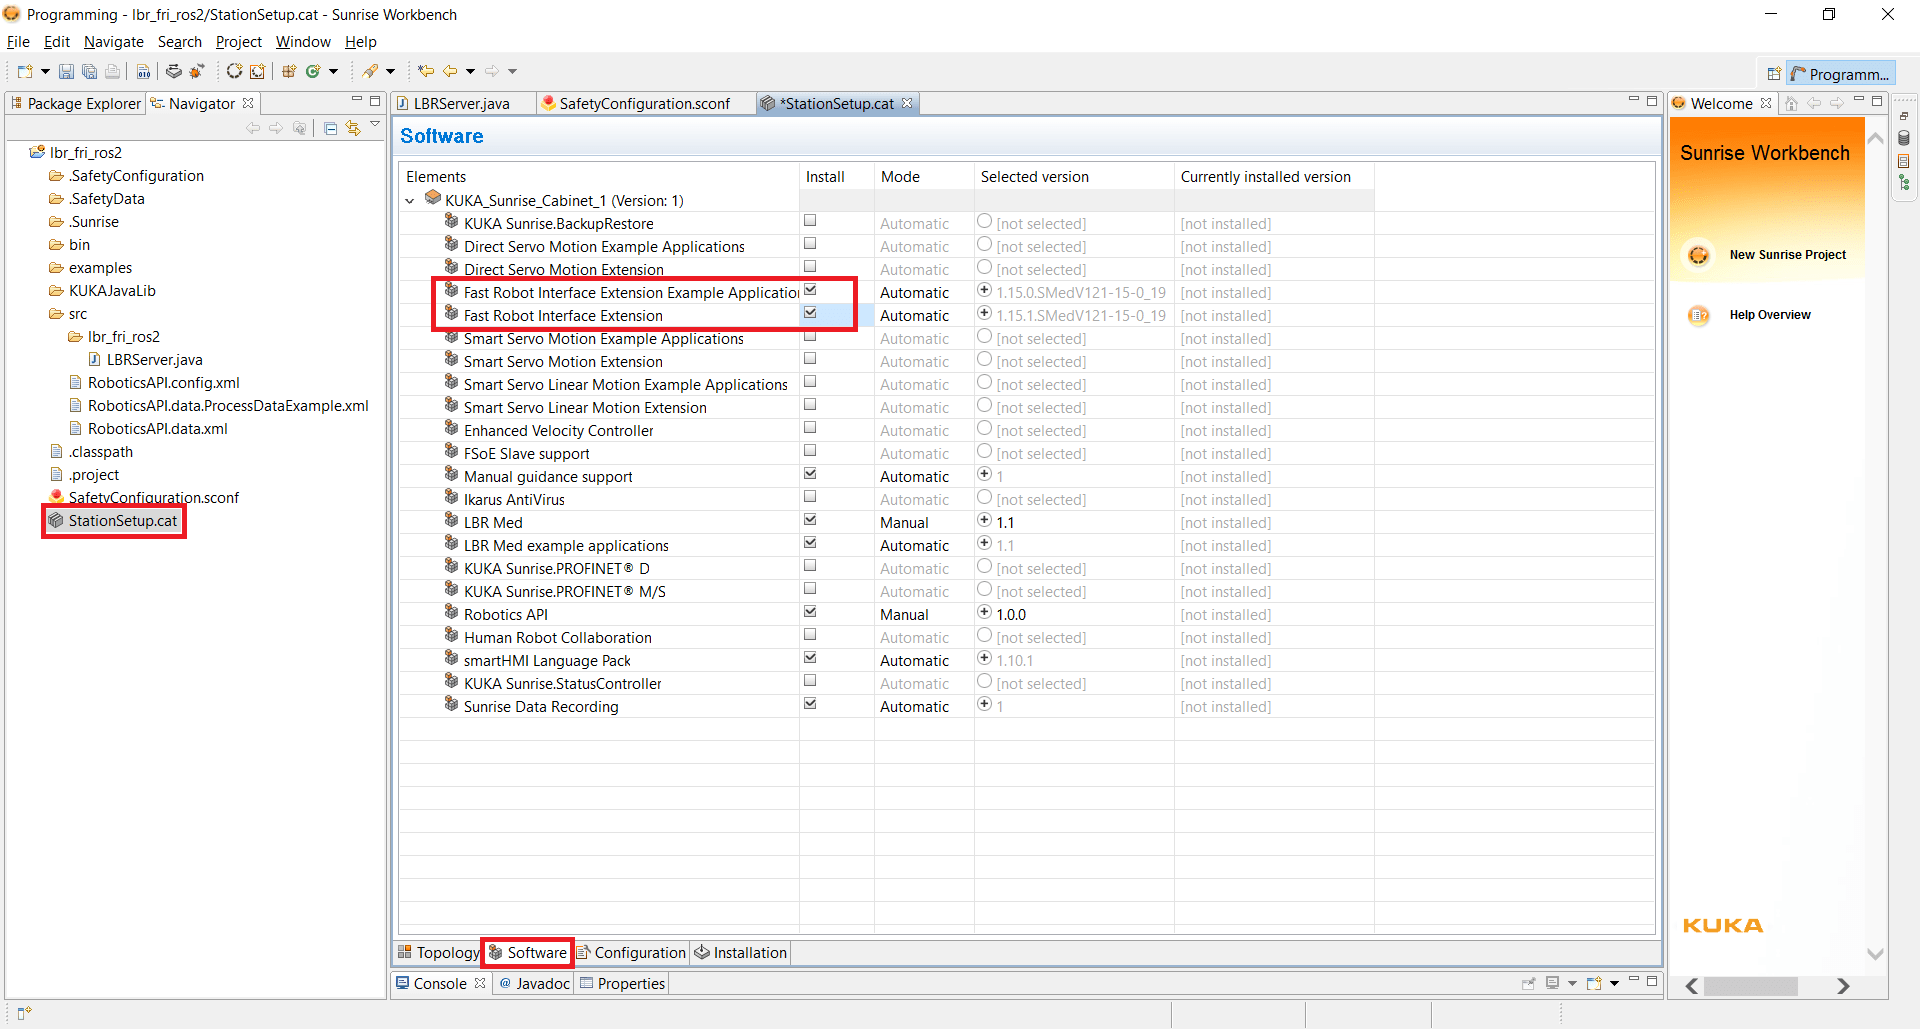 Programming - lbr_fri_ros2/StationSetup.cat - Sunrise Workbench
File Edit Navigate Search Project Window Help
Programm...
Package Explorer Navigator
lbr_fri_ros2
.SafetyConfiguration
.SafetyData
.Sunrise
bin
examples
KUKAJavaLib
src
lbr_fri_ros2
LBRServer.java
RoboticsAPI.config.xml
RoboticsAPI.data.ProcessDataExample.xml
RoboticsAPI.data.xml
.classpath
.project
SafetyConfiguration.sconf
StationSetup.cat
LBRServer.java SafetyConfiguration.sconf *StationSetup.cat
Software
Elements Install Mode Selected version Currently installed version
KUKA_Sunrise_Cabinet_1 (Version: 1)
KUKA Sunrise.BackupRestore Automatic [not selected] [not installed]
Direct Servo Motion Example Applications Automatic [not selected] [not installed]
Direct Servo Motion Extension Automatic [not selected] [not installed]
Fast Robot Interface Extension Example Application Automatic 1.15.0.SMedV121-15-0_19 [not installed]
Fast Robot Interface Extension Automatic 1.15.1.SMedV121-15-0_19 [not installed]
Smart Servo Motion Example Applications Automatic [not selected] [not installed]
Smart Servo Motion Extension Automatic [not selected] [not installed]
Smart Servo Linear Motion Example Applications Automatic [not selected] [not installed]
Smart Servo Linear Motion Extension Automatic [not selected] [not installed]
Enhanced Velocity Controller Automatic [not selected] [not installed]
FSoE Slave support Automatic [not selected] [not installed]
Manual guidance support Automatic 1 [not installed]
Ikarus AntiVirus Automatic [not selected] [not installed]
LBR Med Manual 1.1 [not installed]
LBR Med example applications Automatic 1.1 [not installed]
KUKA Sunrise.PROFINET® D Automatic [not selected] [not installed]
KUKA Sunrise.PROFINET® M/S Automatic [not selected] [not installed]
Robotics API Manual 1.0.0 [not installed]
Human Robot Collaboration Automatic [not selected] [not installed]
smartHMI Language Pack Automatic 1.10.1 [not installed]
KUKA Sunrise.StatusController Automatic [not selected] [not installed]
Sunrise Data Recording Automatic 1 [not installed]
Topology Software Configuration Installation
Console Javadoc Properties
Welcome
Sunrise Workbench
New Sunrise Project
Help Overview
KUKA